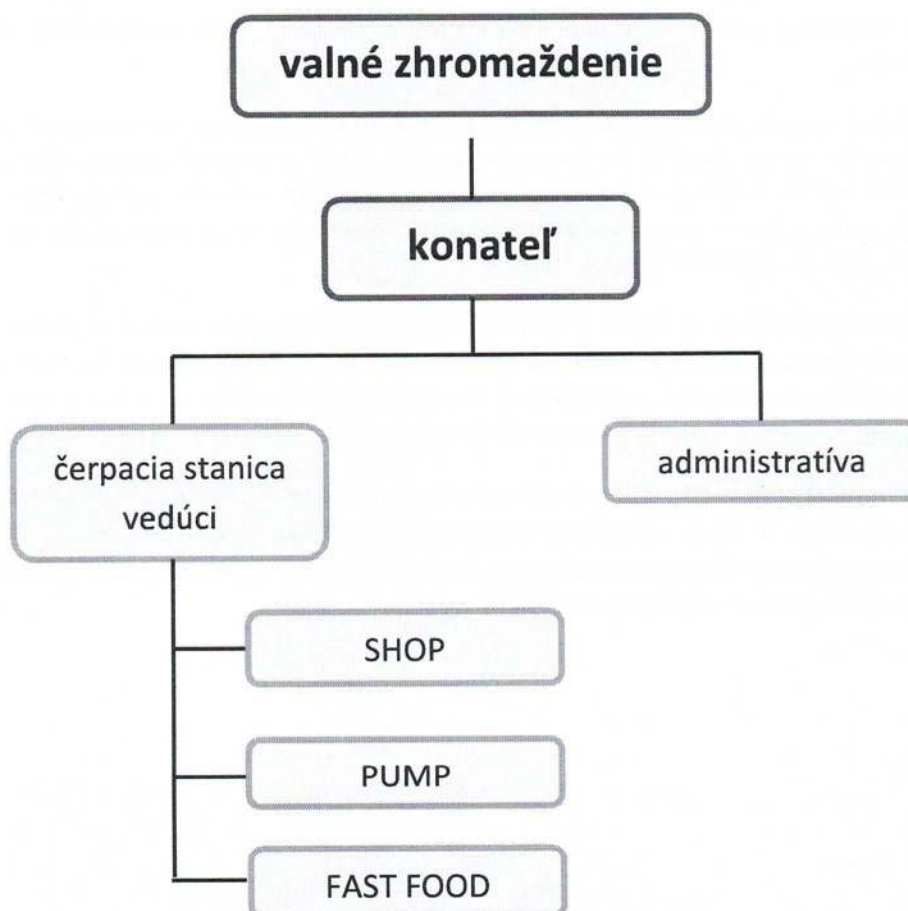 valné zhromaždenie
konateľ
čerpacia stanica
vedúci
administratíva
SHOP
PUMP
FAST FOOD